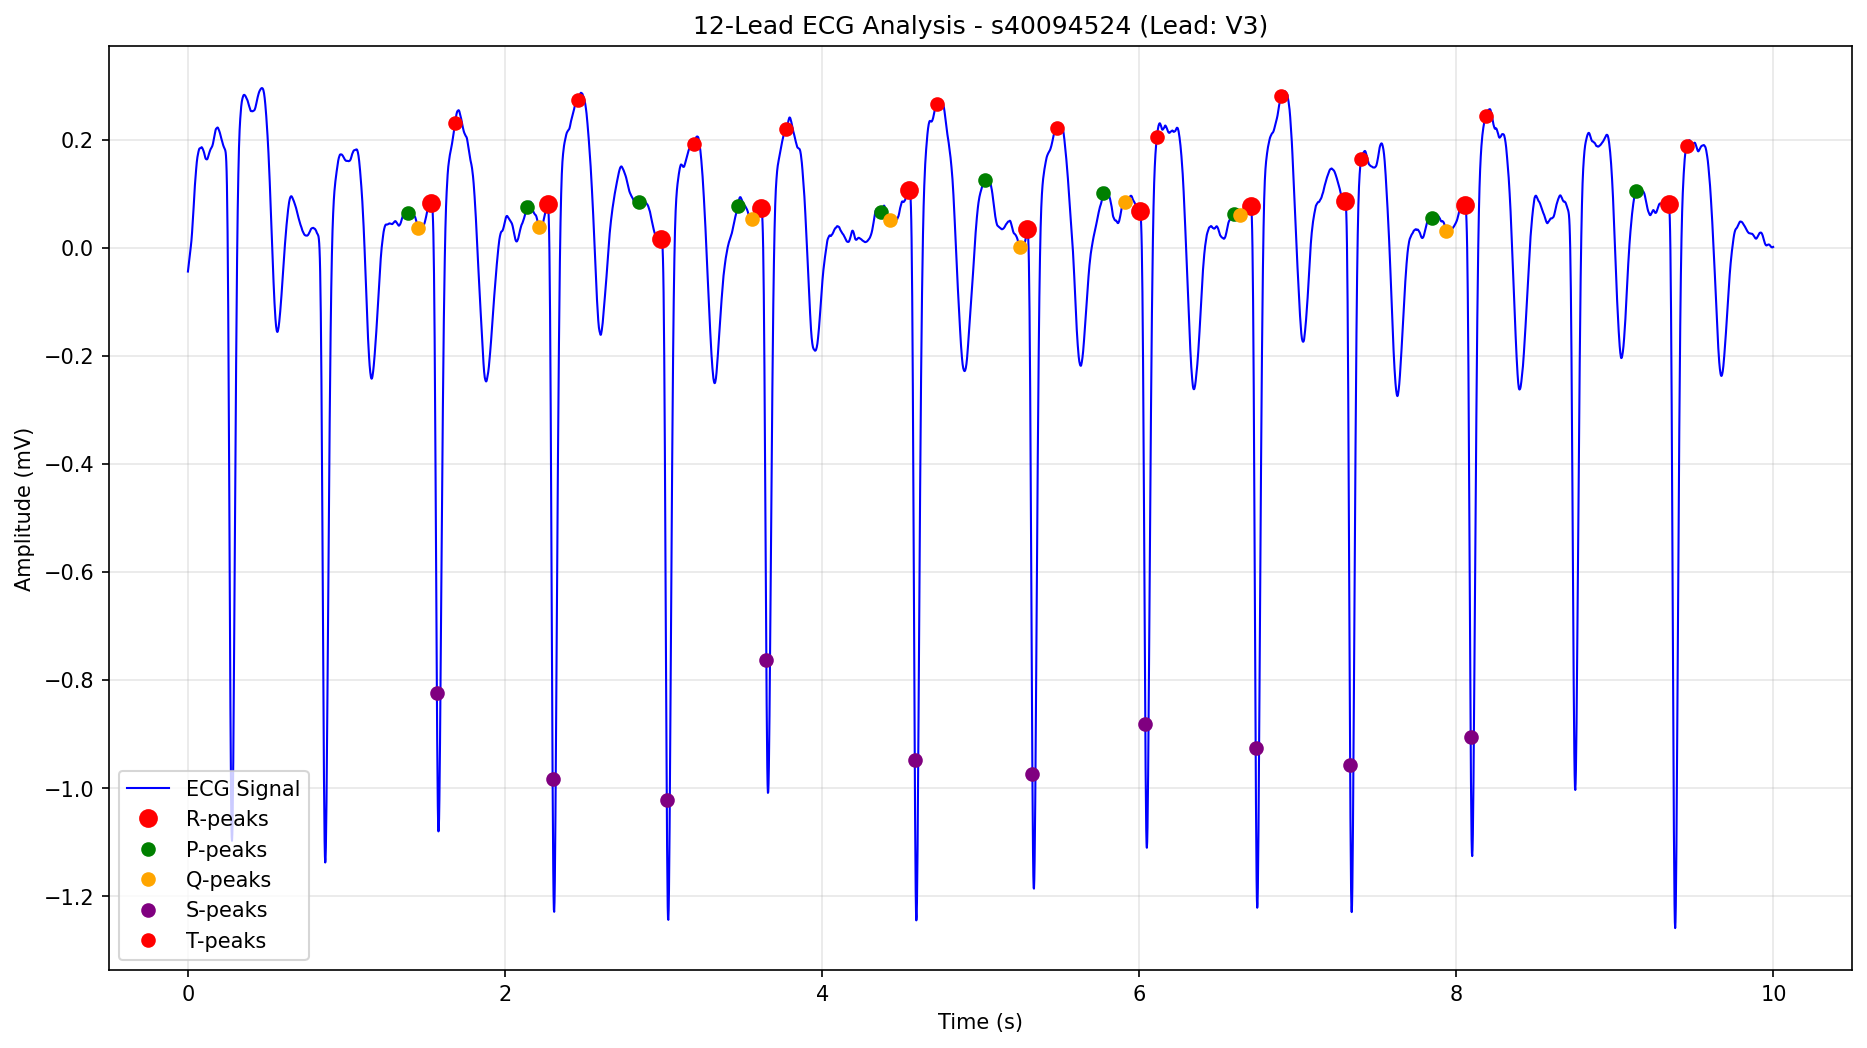 12-Lead ECG Analysis - s40094524 (Lead: V3)
Amplitude (mV)
0.2
0.0
−0.2
−0.4
−0.6
−0.8
−1.0
−1.2
ECG Signal
R-peaks
P-peaks
Q-peaks
S-peaks
T-peaks
0 2 4 6 8 10
Time (s)